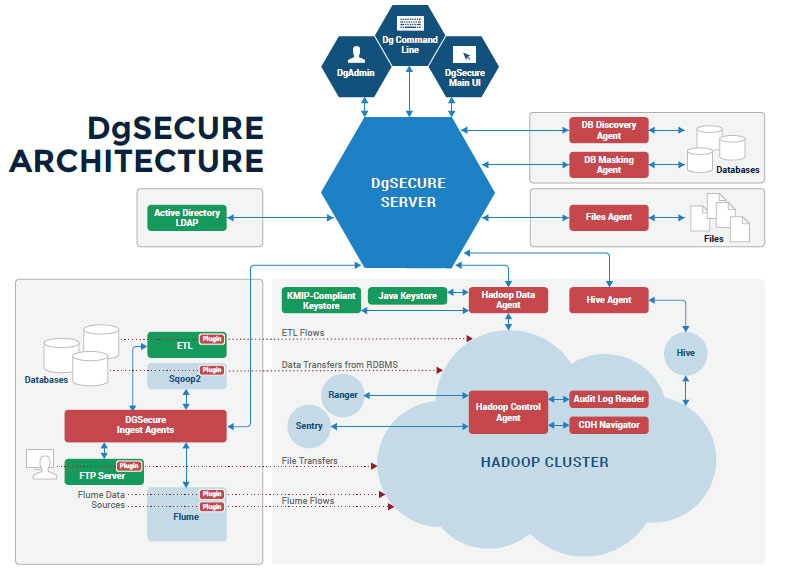 Dg Command
Line
DgAdmin
DgSecure
Main UI
DgSECURE
ARCHITECTURE
DgSECURE
SERVER
DB Discovery
Agent
DB Masking
Agent
Databases
Active Directory
LDAP
Files Agent
Files
KMIP-Compliant
Keystore
Java Keystore
Hadoop Data
Agent
Hive Agent
Plugin
ETL
ETL Flows
Databases
Plugin
Sqoop2
Data Transfers from RDBMS
Hive
Ranger
Sentry
Hadoop Control
Agent
Audit Log Reader
CDH Navigator
DGSecure
Ingest Agents
Plugin
FTP Server
File Transfers
HADOOP CLUSTER
Flume Data
Sources
Plugin
Plugin
Flume
Flume Flows